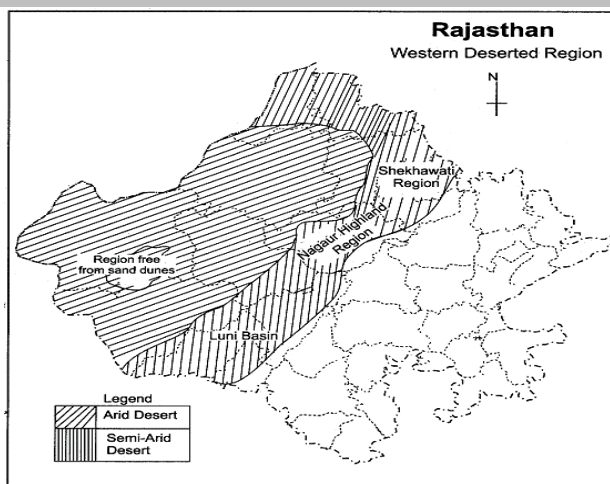 Rajasthan
Western Deserted Region
N
Shekhawati
Region
Nagaur Highland
Region
Region free
from sand dunes
Luni Basin
Legend
Arid Desert
Semi-Arid
Desert